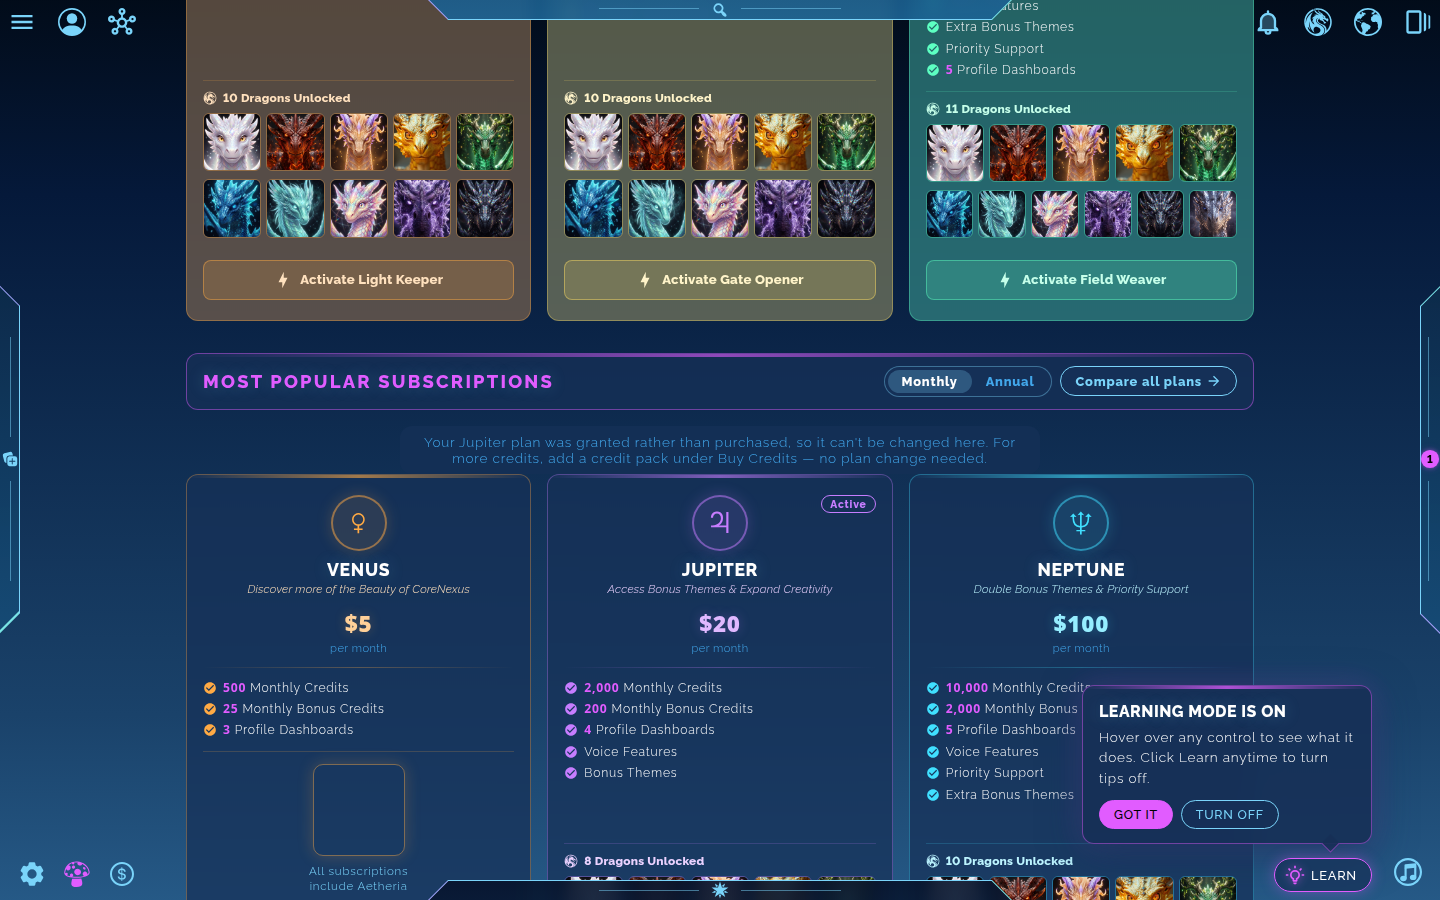 Extra Bonus Themes
Priority Support
5 Profile Dashboards
10 Dragons Unlocked
10 Dragons Unlocked
11 Dragons Unlocked
Activate Light Keeper
Activate Gate Opener
Activate Field Weaver
MOST POPULAR SUBSCRIPTIONS
Monthly
Annual
Compare all plans
Your Jupiter plan was granted rather than purchased, so it can't be changed here. For
more credits, add a credit pack under Buy Credits — no plan change needed.
VENUS
Discover more of the Beauty of CoreNexus
$5
per month
500 Monthly Credits
25 Monthly Bonus Credits
3 Profile Dashboards
All subscriptions
include Aetheria
Active
JUPITER
Access Bonus Themes & Expand Creativity
$20
per month
2,000 Monthly Credits
200 Monthly Bonus Credits
4 Profile Dashboards
Voice Features
Bonus Themes
8 Dragons Unlocked
NEPTUNE
Double Bonus Themes & Priority Support
$100
per month
10,000 Monthly Credits
2,000 Monthly Bonus
5 Profile Dashboards
Voice Features
Priority Support
Extra Bonus Themes
10 Dragons Unlocked
1
LEARNING MODE IS ON
Hover over any control to see what it
does. Click Learn anytime to turn
tips off.
GOT IT
TURN OFF
LEARN